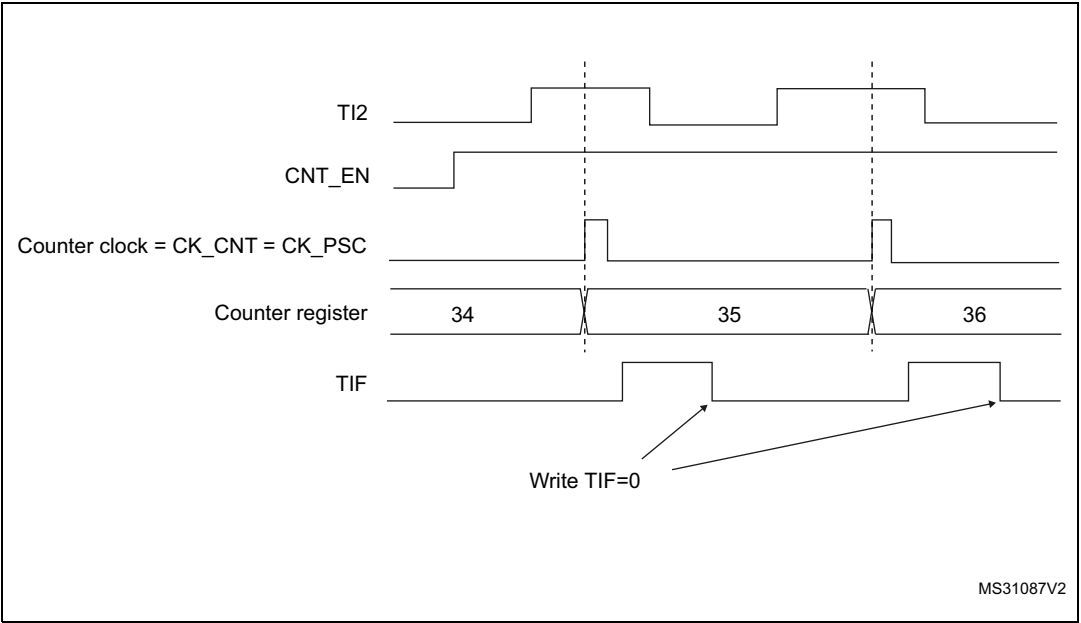 TI2
CNT_EN
Counter clock = CK_CNT = CK_PSC
Counter register 34 35 36
TIF
Write TIF=0
MS31087V2